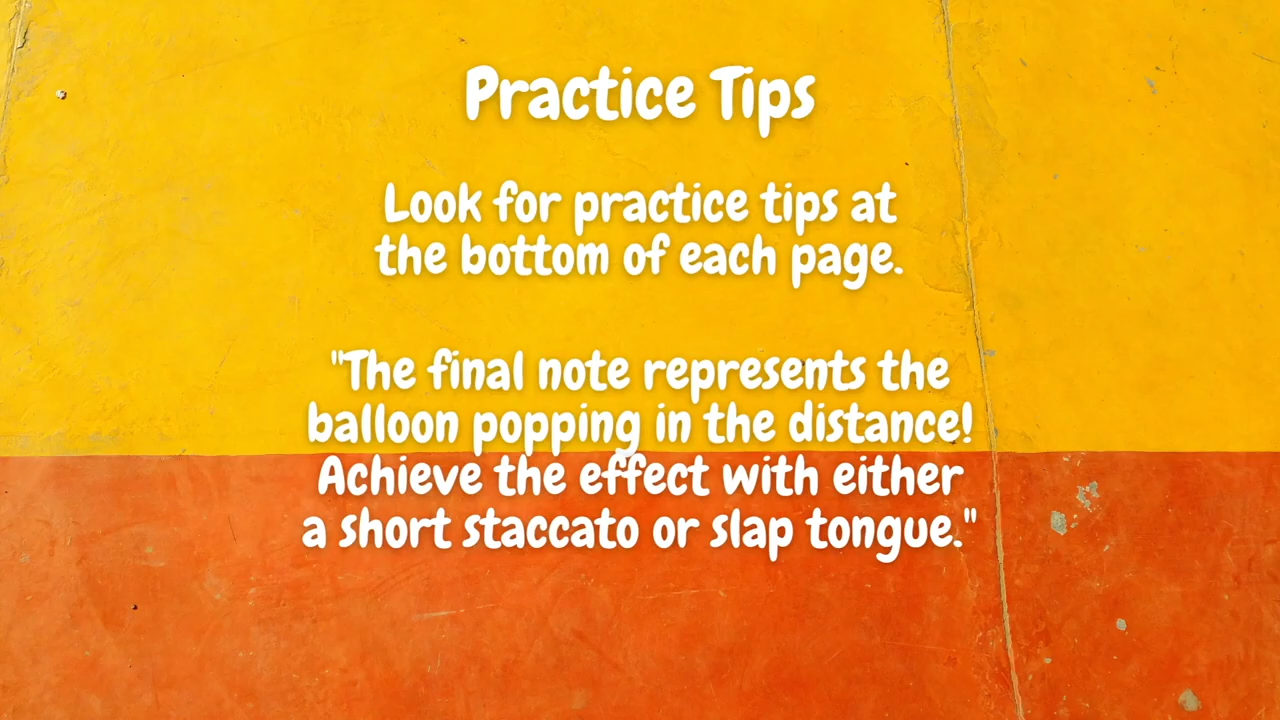 Practice Tips
Look for practice tips at
the bottom of each page.
"The final note represents the
balloon popping in the distance!
Achieve the effect with either
a short staccato or slap tongue."